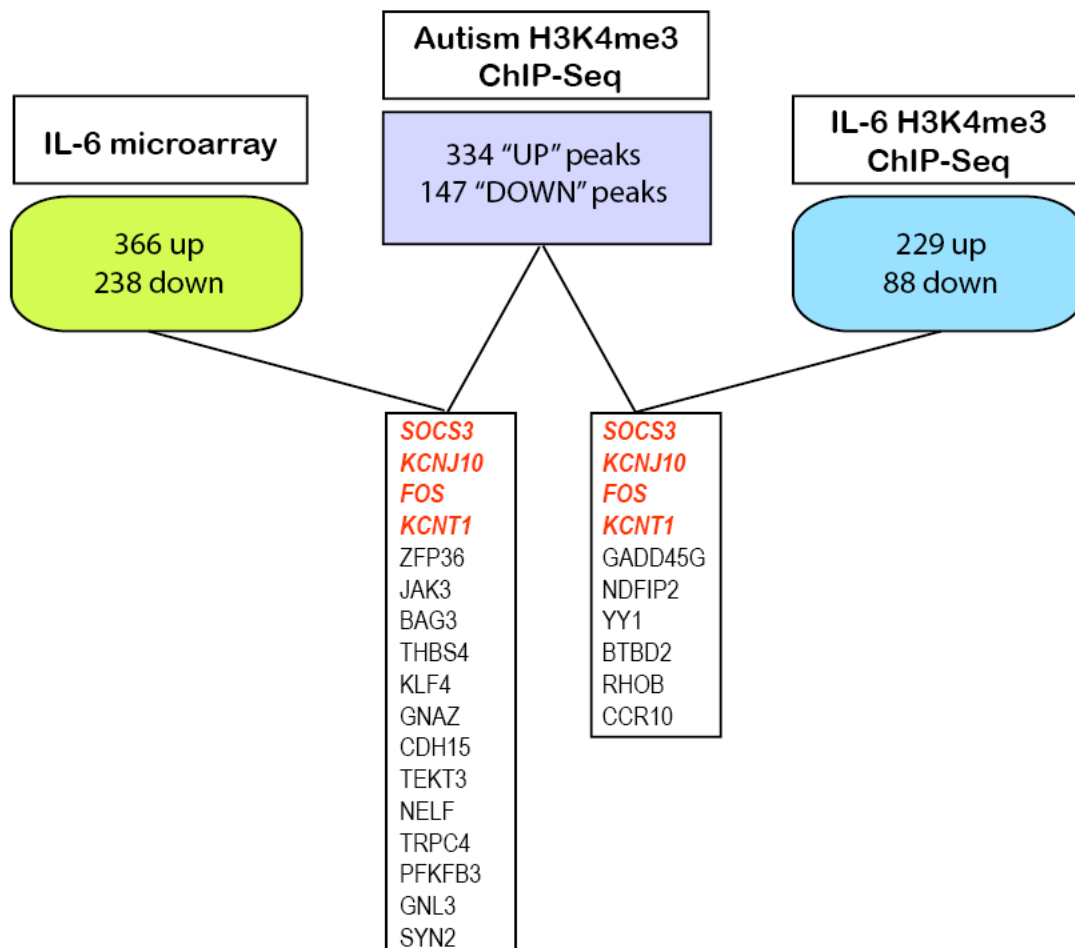 Autism H3K4me3
ChIP-Seq
334 “UP” peaks
147 “DOWN” peaks
IL-6 microarray
366 up
238 down
IL-6 H3K4me3
ChIP-Seq
229 up
88 down
SOCS3
KCNJ10
FOS
KCNT1
ZFP36
JAK3
BAG3
THBS4
KLF4
GNAZ
CDH15
TEKT3
NELF
TRPC4
PFKFB3
GNL3
SYN2
SOCS3
KCNJ10
FOS
KCNT1
GADD45G
NDFIP2
YY1
BTBD2
RHOB
CCR10